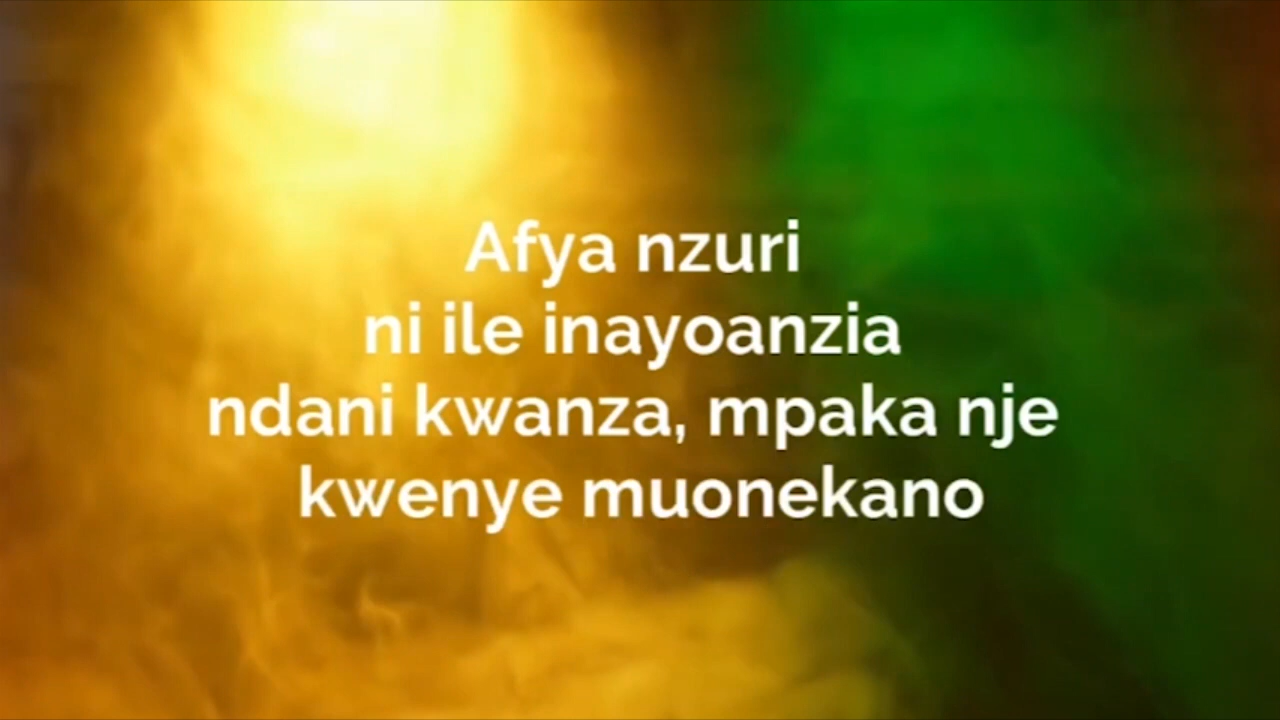 Afya nzuri
ni ile inayoanzia
ndani kwanza, mpaka nje
kwenye muonekano